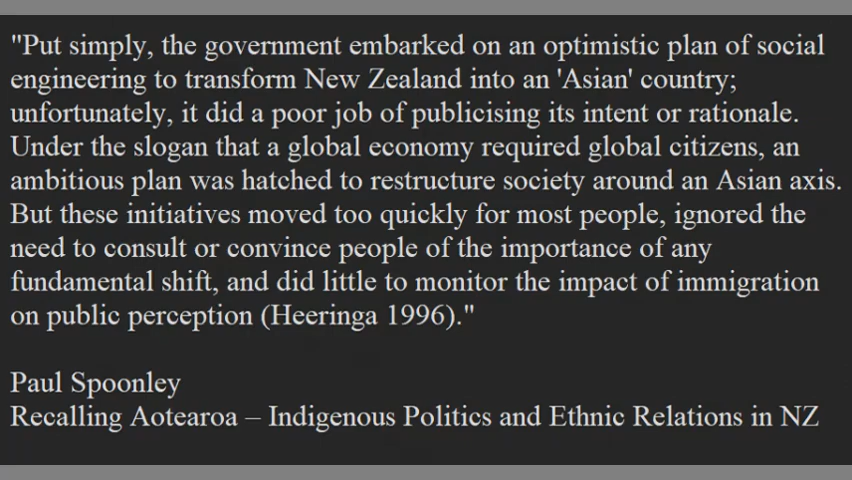 "Put simply, the government embarked on an optimistic plan of social
engineering to transform New Zealand into an 'Asian' country;
unfortunately, it did a poor job of publicising its intent or rationale.
Under the slogan that a global economy required global citizens, an
ambitious plan was hatched to restructure society around an Asian axis.
But these initiatives moved too quickly for most people, ignored the
need to consult or convince people of the importance of any
fundamental shift, and did little to monitor the impact of immigration
on public perception (Heeringa 1996)."
Paul Spoonley
Recalling Aotearoa – Indigenous Politics and Ethnic Relations in NZ